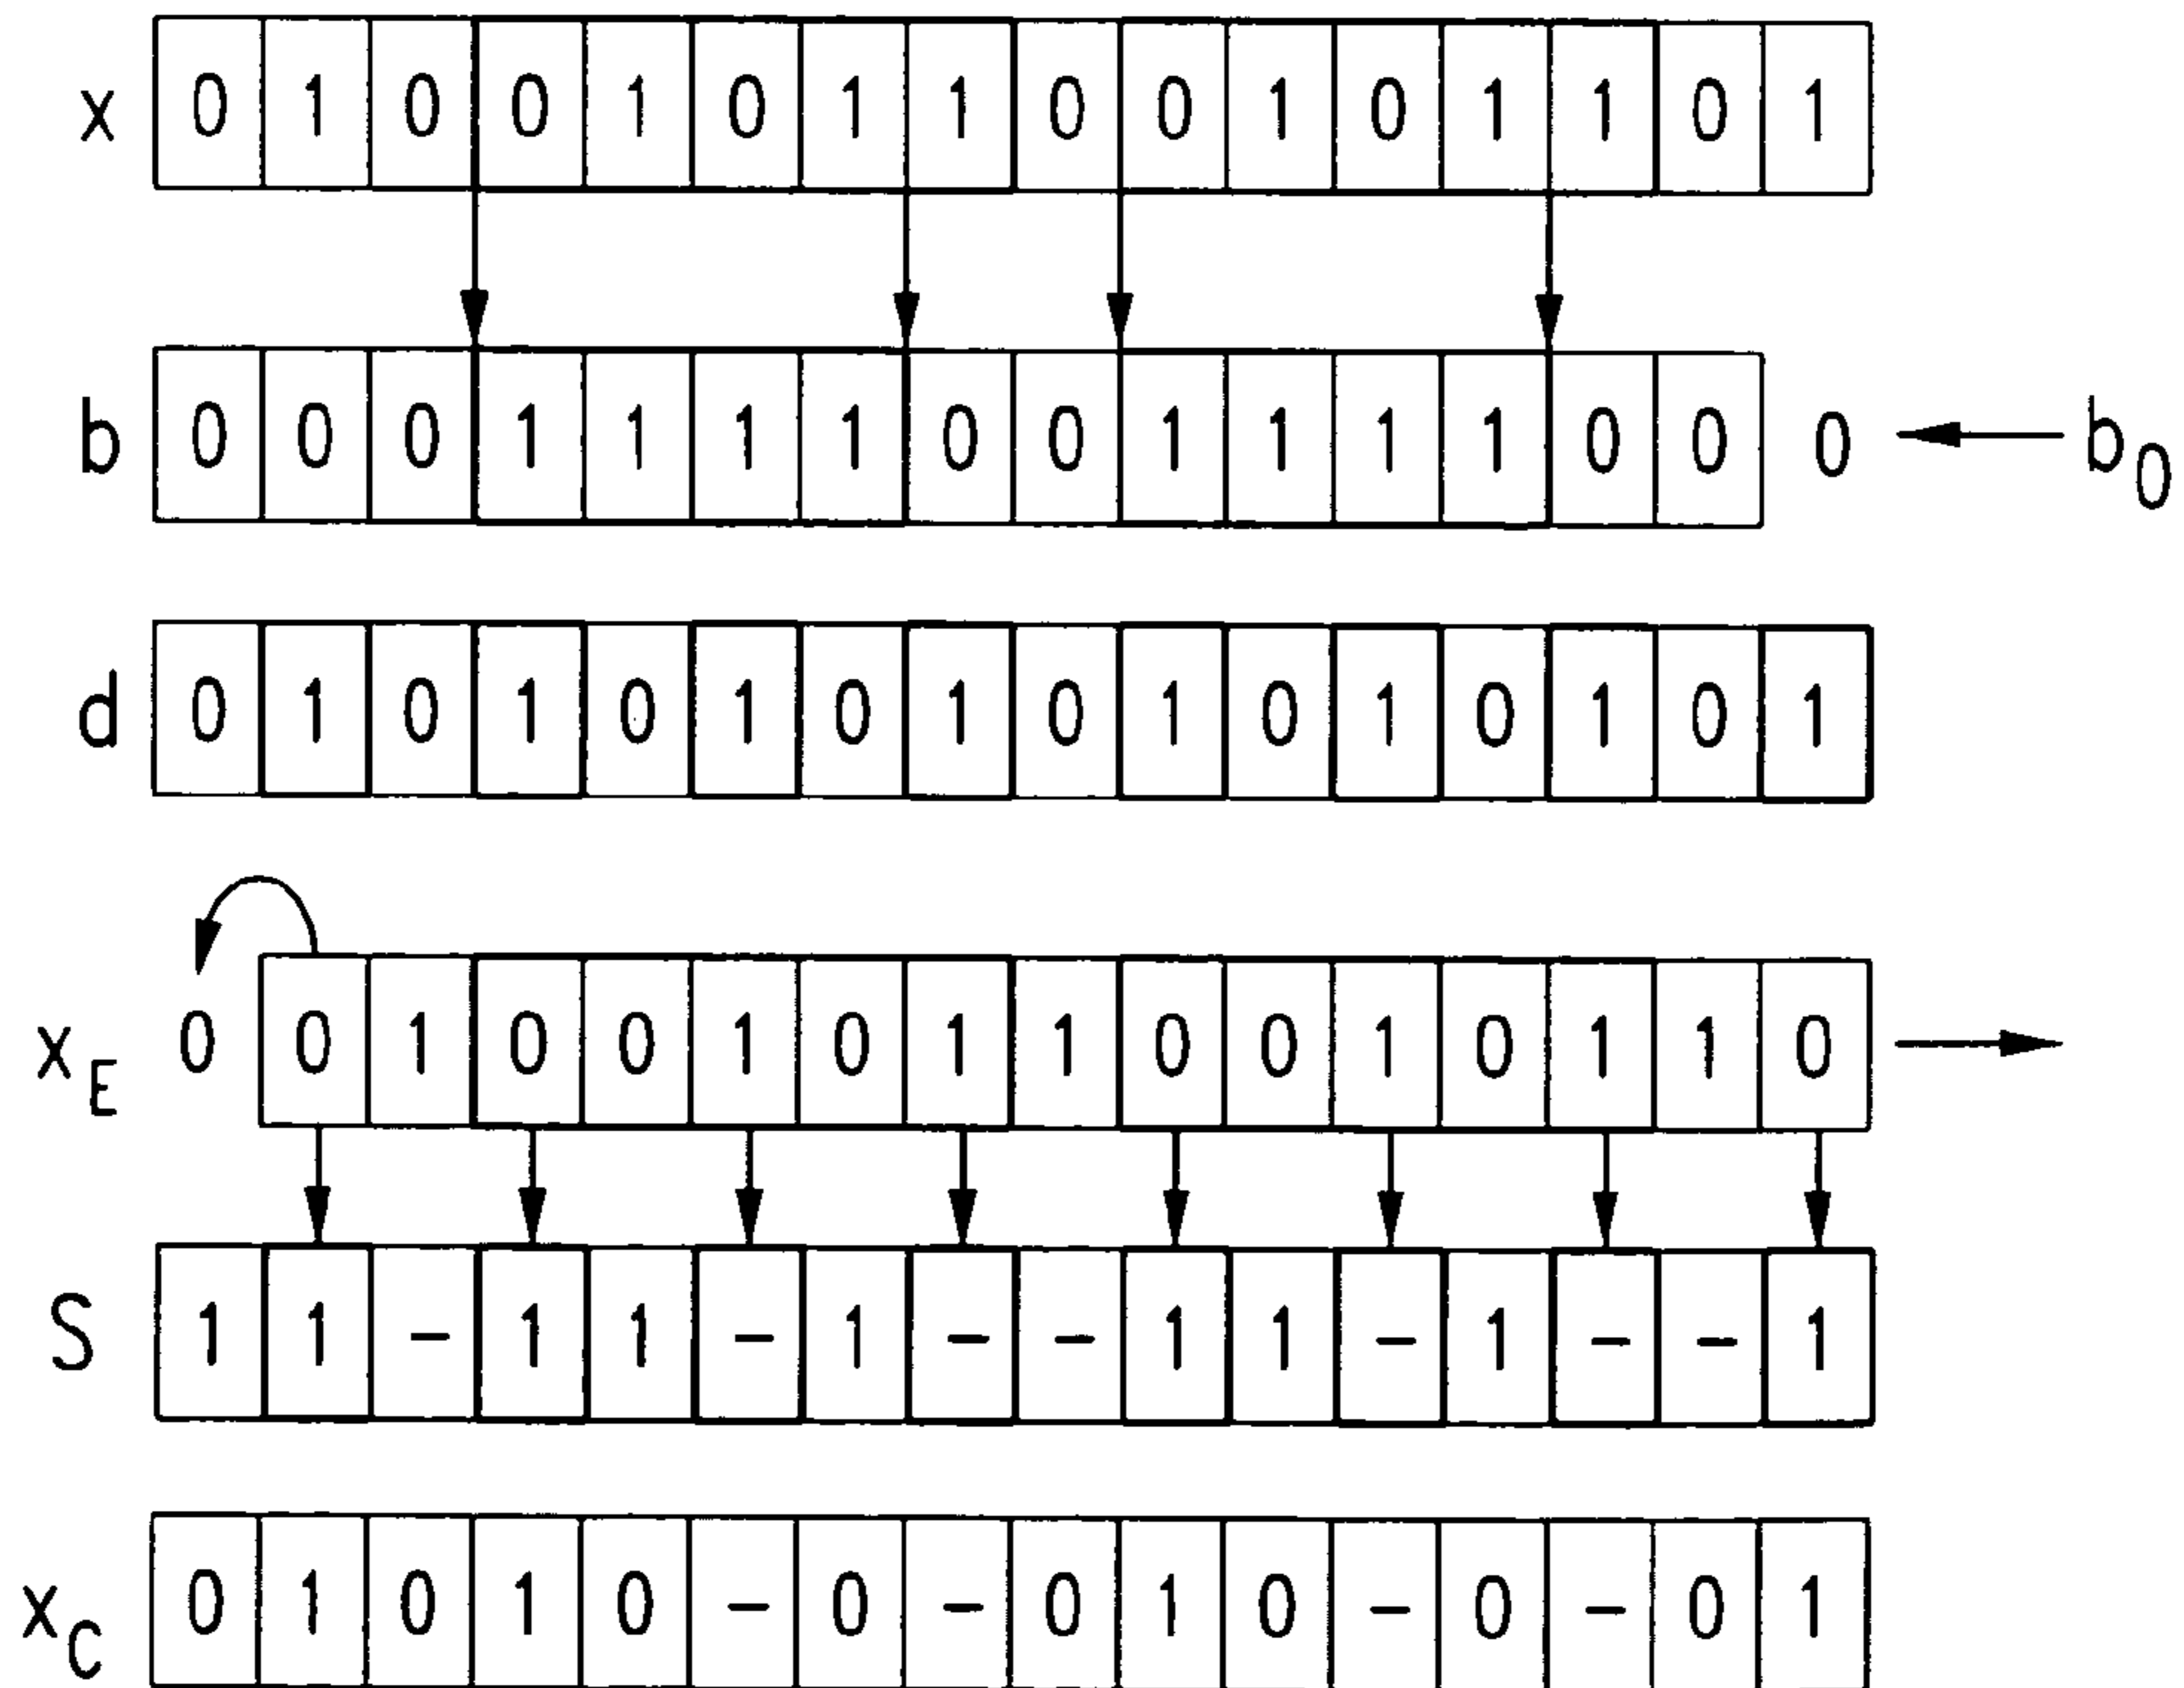 x 0 1 0 0 1 0 1 1 0 0 1 0 1 1 0 1
b 0 0 0 1 1 1 1 0 0 1 1 1 1 0 0 0 b0
d 0 1 0 1 0 1 0 1 0 1 0 1 0 1 0 1
xE 0 0 1 0 0 1 0 1 1 0 0 1 0 1 1 0
S 1 1 – 1 1 – 1 – – 1 1 – 1 – – 1
xC 0 1 0 1 0 – 0 – 0 1 0 – 0 – 0 1